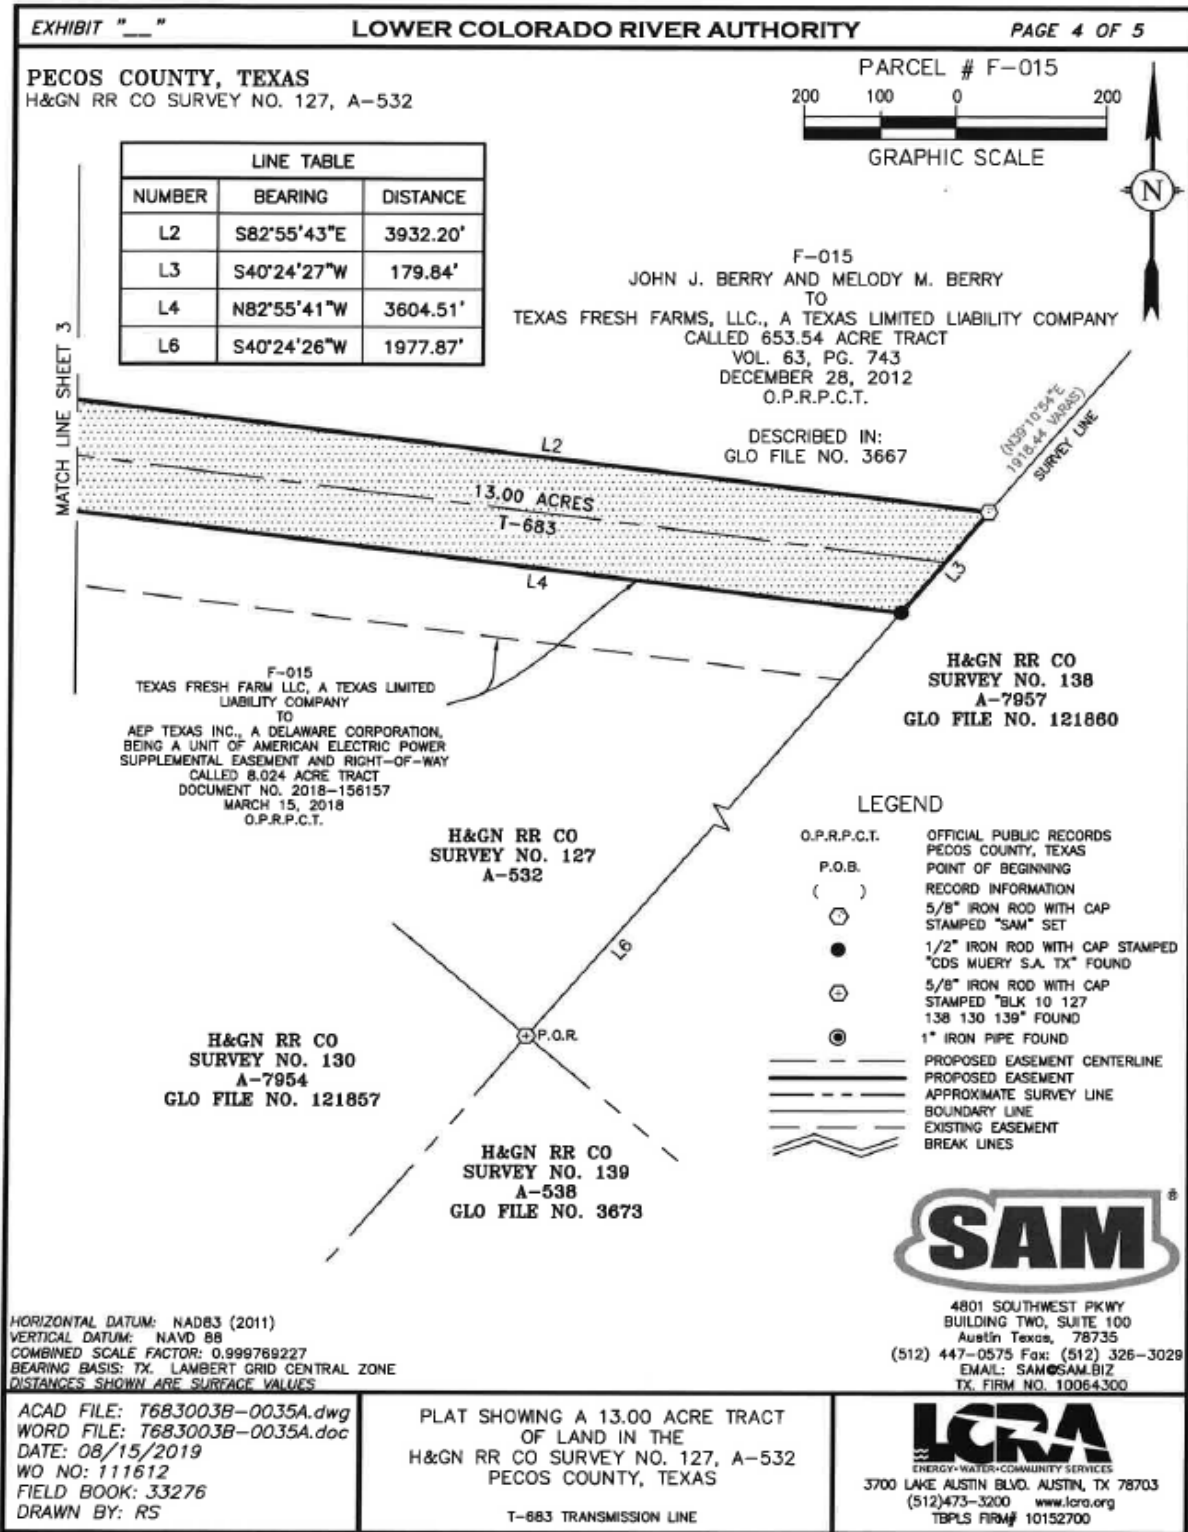 EXHIBIT "__"
LOWER COLORADO RIVER AUTHORITY
PAGE 4 OF 5
PECOS COUNTY, TEXAS
H&GN RR CO SURVEY NO. 127, A-532
PARCEL # F-015
200 100 0 200
GRAPHIC SCALE
N
LINE TABLE
NUMBER BEARING DISTANCE
L2 S82°55'43"E 3932.20'
L3 S40°24'27"W 179.84'
L4 N82°55'41"W 3604.51'
L6 S40°24'26"W 1977.87'
F-015
JOHN J. BERRY AND MELODY M. BERRY
TO
TEXAS FRESH FARMS, LLC., A TEXAS LIMITED LIABILITY COMPANY
CALLED 653.54 ACRE TRACT
VOL. 63, PG. 743
DECEMBER 28, 2012
O.P.R.P.C.T.
DESCRIBED IN:
GLO FILE NO. 3667
(N39°10'54"E
1918.44 VARAS)
SURVEY LINE
MATCH LINE SHEET 3
L2
13.00 ACRES
T-683
L4
L3
F-015
TEXAS FRESH FARM LLC, A TEXAS LIMITED
LIABILITY COMPANY
TO
AEP TEXAS INC., A DELAWARE CORPORATION,
BEING A UNIT OF AMERICAN ELECTRIC POWER
SUPPLEMENTAL EASEMENT AND RIGHT-OF-WAY
CALLED 8.024 ACRE TRACT
DOCUMENT NO. 2018-156157
MARCH 15, 2018
O.P.R.P.C.T.
H&GN RR CO
SURVEY NO. 138
A-7957
GLO FILE NO. 121860
H&GN RR CO
SURVEY NO. 127
A-532
L6
P.O.R.
H&GN RR CO
SURVEY NO. 130
A-7954
GLO FILE NO. 121857
H&GN RR CO
SURVEY NO. 139
A-538
GLO FILE NO. 3673
LEGEND
O.P.R.P.C.T. OFFICIAL PUBLIC RECORDS
PECOS COUNTY, TEXAS
P.O.B. POINT OF BEGINNING
( ) RECORD INFORMATION
5/8" IRON ROD WITH CAP
STAMPED "SAM" SET
1/2" IRON ROD WITH CAP STAMPED
"CDS MUERY S.A. TX" FOUND
5/8" IRON ROD WITH CAP
STAMPED "BLK 10 127
138 130 139" FOUND
1" IRON PIPE FOUND
PROPOSED EASEMENT CENTERLINE
PROPOSED EASEMENT
APPROXIMATE SURVEY LINE
BOUNDARY LINE
EXISTING EASEMENT
BREAK LINES
SAM®
4801 SOUTHWEST PKWY
BUILDING TWO, SUITE 100
Austin Texas, 78735
(512) 447-0575 Fax: (512) 326-3029
EMAIL: SAM@SAM.BIZ
TX. FIRM NO. 10064300
HORIZONTAL DATUM: NAD83 (2011)
VERTICAL DATUM: NAVD 88
COMBINED SCALE FACTOR: 0.999769227
BEARING BASIS: TX. LAMBERT GRID CENTRAL ZONE
DISTANCES SHOWN ARE SURFACE VALUES
ACAD FILE: T683003B-0035A.dwg
WORD FILE: T683003B-0035A.doc
DATE: 08/15/2019
WO NO: 111612
FIELD BOOK: 33276
DRAWN BY: RS
PLAT SHOWING A 13.00 ACRE TRACT
OF LAND IN THE
H&GN RR CO SURVEY NO. 127, A-532
PECOS COUNTY, TEXAS
T-683 TRANSMISSION LINE
LCRA
ENERGY•WATER•COMMUNITY SERVICES
3700 LAKE AUSTIN BLVD. AUSTIN, TX 78703
(512)473-3200 www.lcra.org
TBPLS FIRM# 10152700